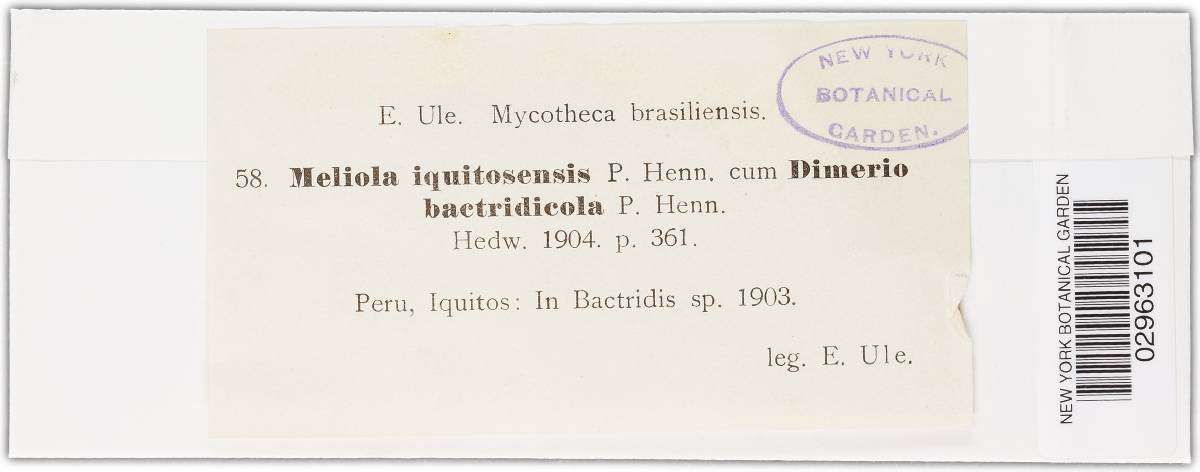 NEW YORK
BOTANICAL
GARDEN.
E. Ule. Mycotheca brasiliensis.
58. Meliola iquitosensis P. Henn. cum Dimerio
bactridicola P. Henn.
Hedw. 1904. p. 361.
Peru, Iquitos: In Bactridis sp. 1903.
leg. E. Ule.
NEW YORK BOTANICAL GARDEN
02963101